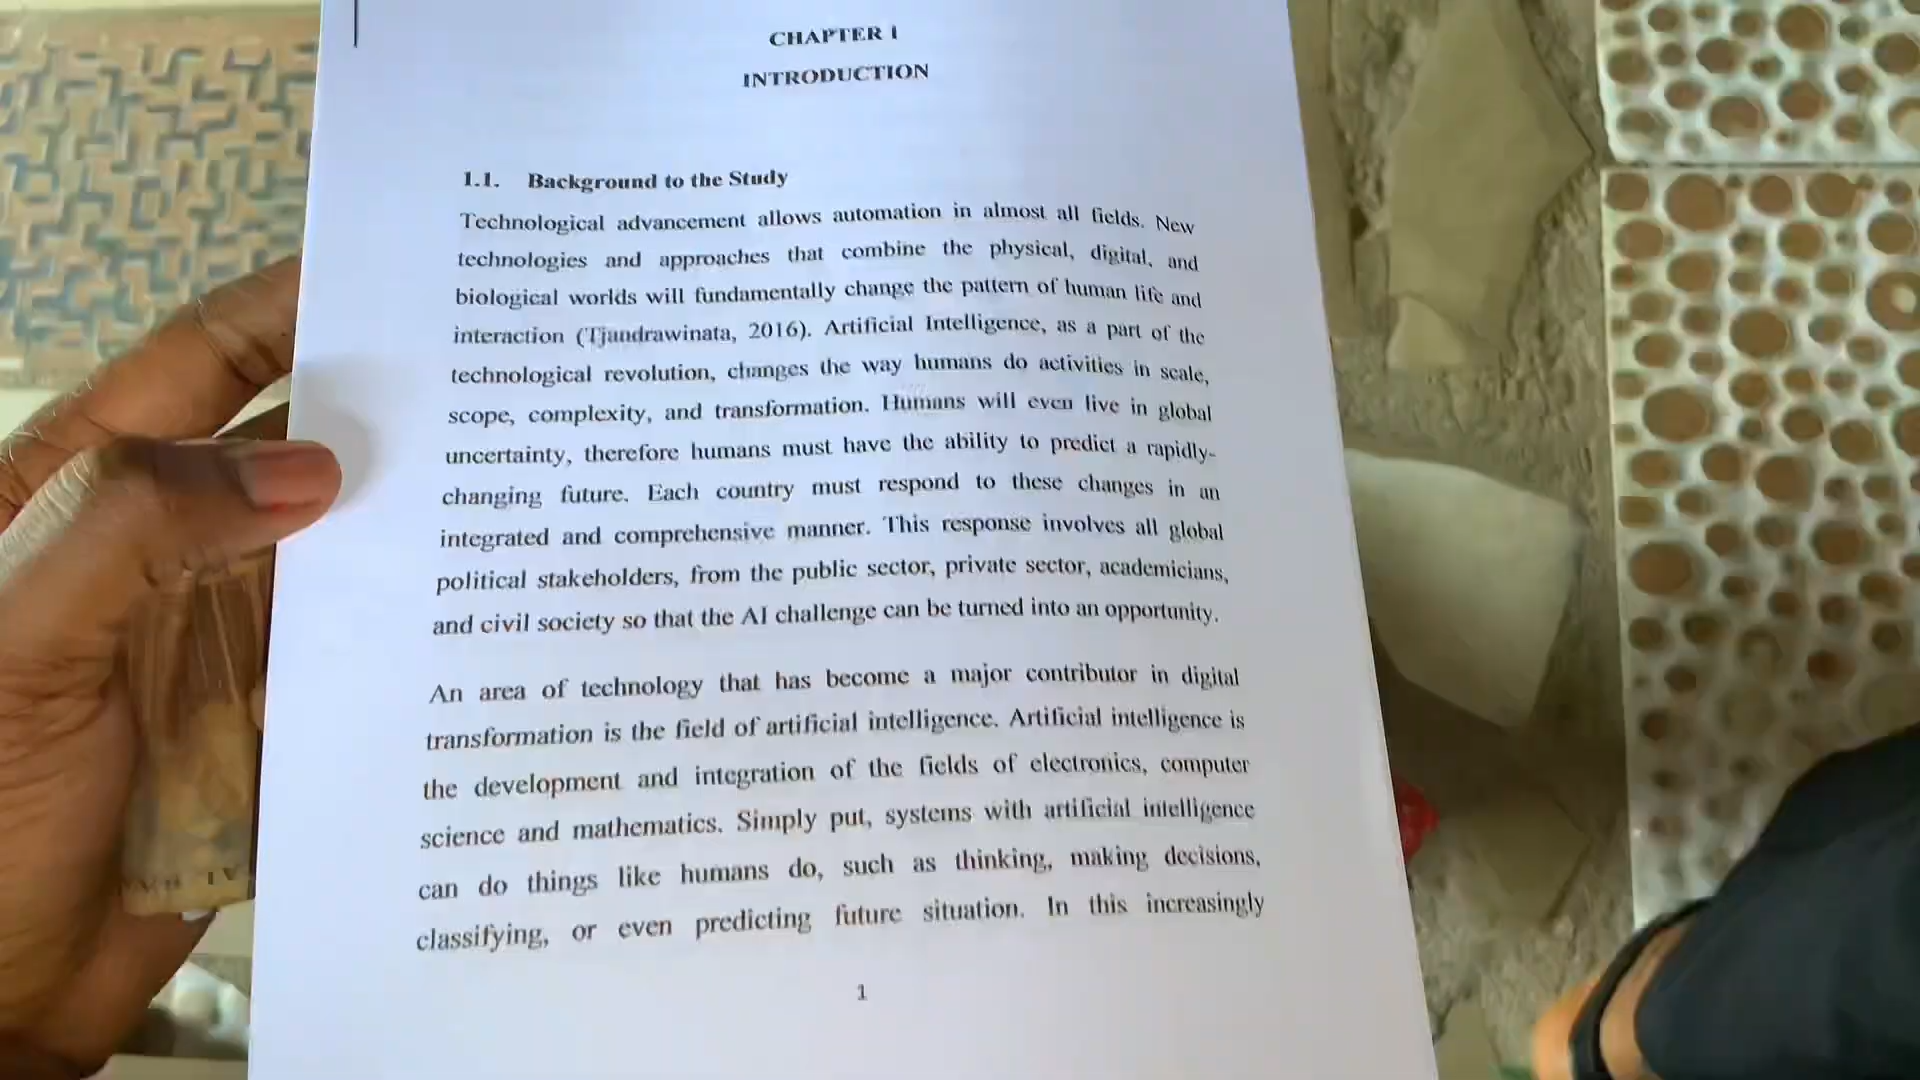 CHAPTER 1
INTRODUCTION
1.1. Background to the Study
Technological advancement allows automation in almost all fields. New
technologies and approaches that combine the physical, digital, and
biological worlds will fundamentally change the pattern of human life and
interaction (Tjandrawinata, 2016). Artificial Intelligence, as a part of the
technological revolution, changes the way humans do activities in scale,
scope, complexity, and transformation. Humans will even live in global
uncertainty, therefore humans must have the ability to predict a rapidly-
changing future. Each country must respond to these changes in an
integrated and comprehensive manner. This response involves all global
political stakeholders, from the public sector, private sector, academicians,
and civil society so that the AI challenge can be turned into an opportunity.
An area of technology that has become a major contributor in digital
transformation is the field of artificial intelligence. Artificial intelligence is
the development and integration of the fields of electronics, computer
science and mathematics. Simply put, systems with artificial intelligence
can do things like humans do, such as thinking, making decisions,
classifying, or even predicting future situation. In this increasingly
1